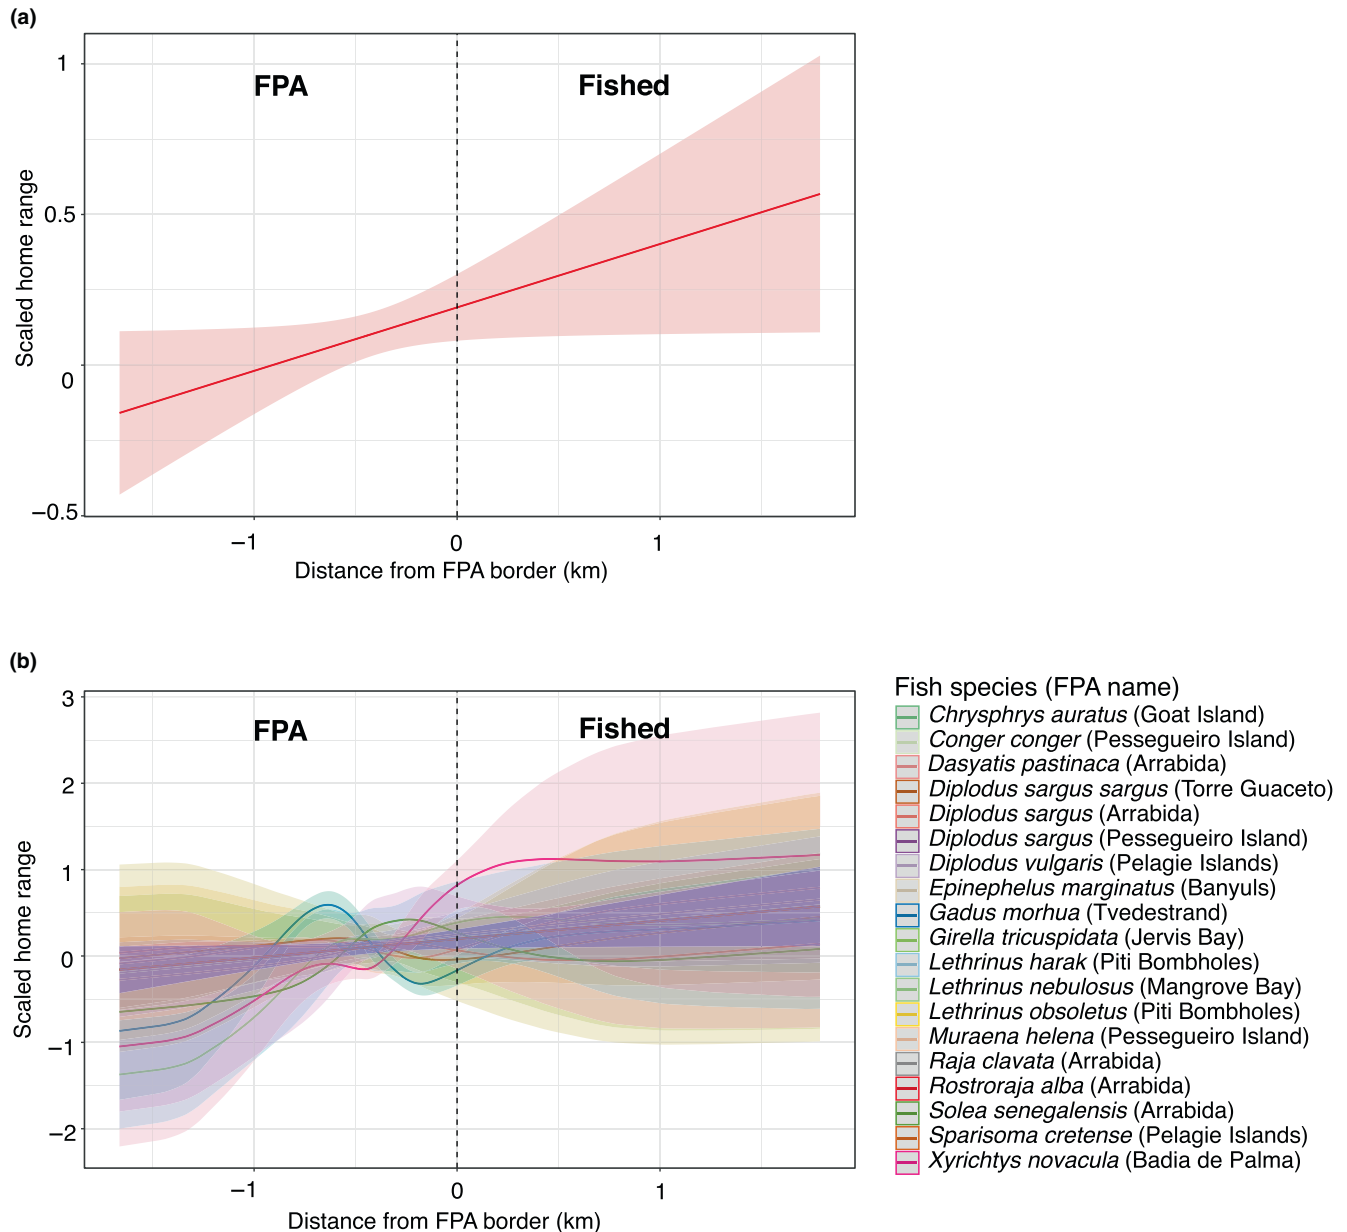 (a)
FPA
Fished
1
0.5
0
−0.5
Scaled home range
−1
0
1
Distance from FPA border (km)
(b)
FPA
Fished
3
2
1
0
−1
−2
Scaled home range
−1
0
1
Distance from FPA border (km)
Fish species (FPA name)
Chrysphrys auratus (Goat Island)
Conger conger (Pessegueiro Island)
Dasyatis pastinaca (Arrabida)
Diplodus sargus sargus (Torre Guaceto)
Diplodus sargus (Arrabida)
Diplodus sargus (Pessegueiro Island)
Diplodus vulgaris (Pelagie Islands)
Epinephelus marginatus (Banyuls)
Gadus morhua (Tvedestrand)
Girella tricuspidata (Jervis Bay)
Lethrinus harak (Piti Bombholes)
Lethrinus nebulosus (Mangrove Bay)
Lethrinus obsoletus (Piti Bombholes)
Muraena helena (Pessegueiro Island)
Raja clavata (Arrabida)
Rostroraja alba (Arrabida)
Solea senegalensis (Arrabida)
Sparisoma cretense (Pelagie Islands)
Xyrichtys novacula (Badia de Palma)